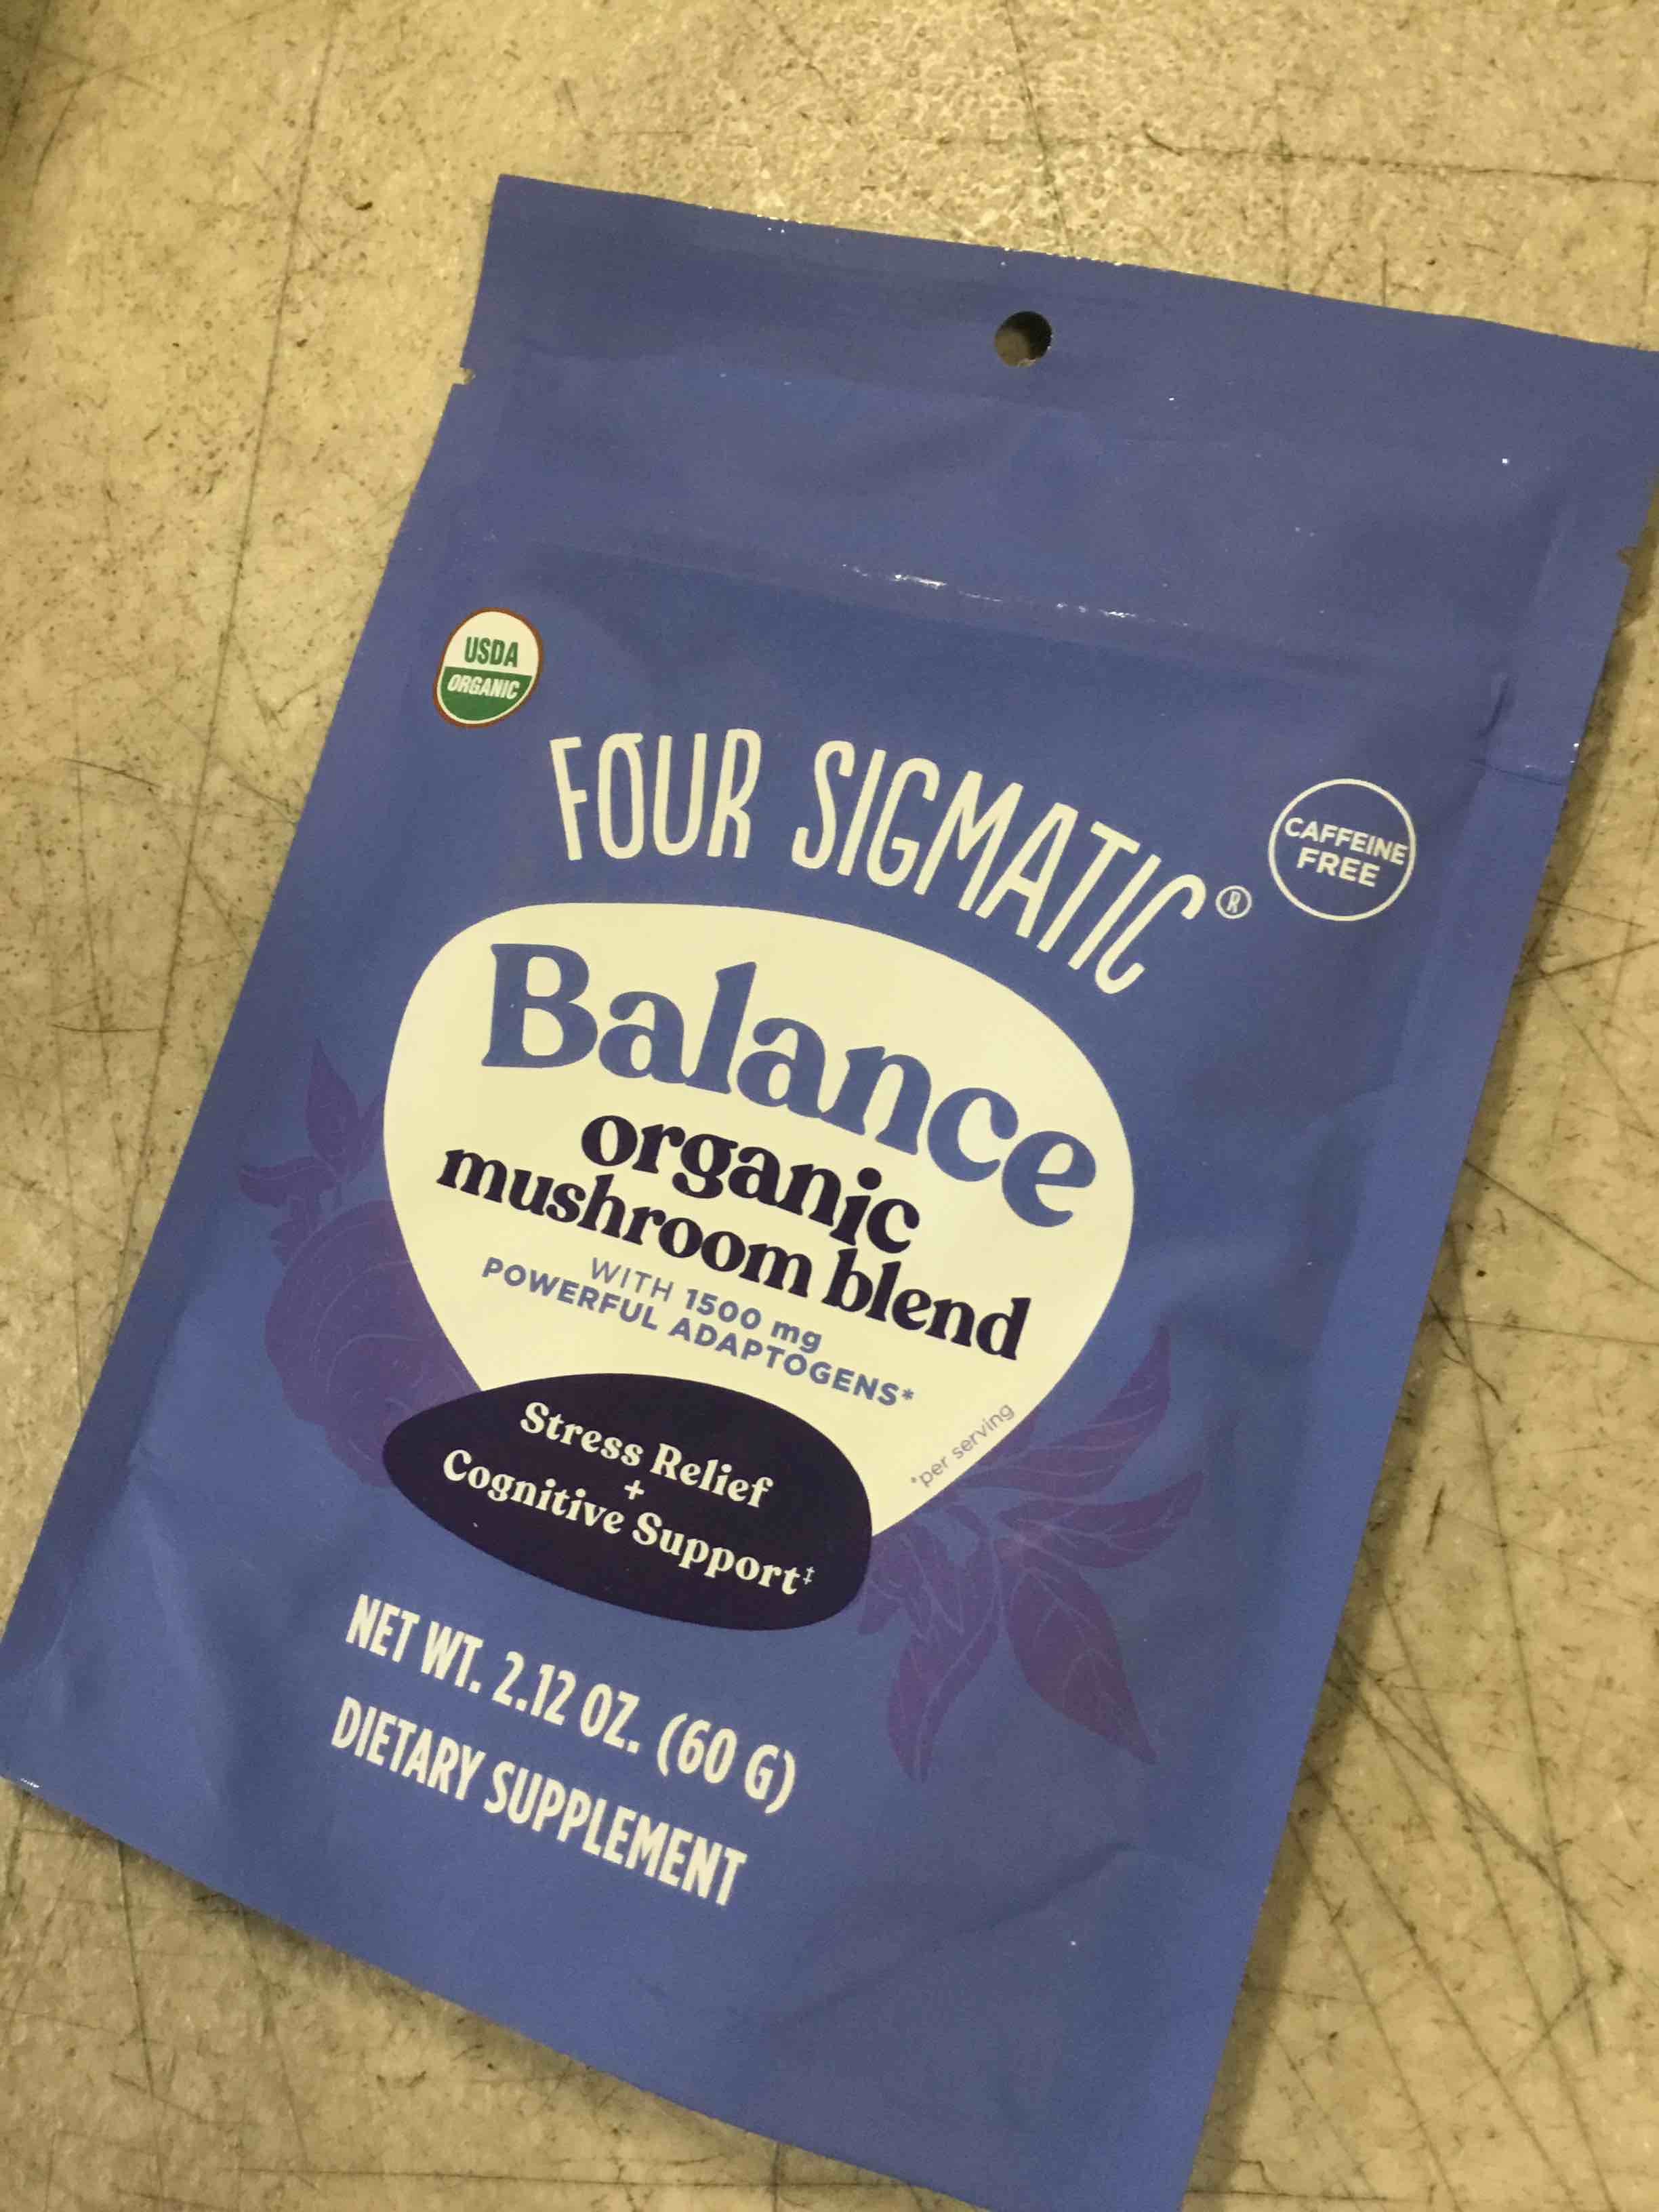 USDA
ORGANIC
FOUR SIGMATIC®
CAFFEINE
FREE
Balance
organic
mushroom blend
WITH 1500 mg
POWERFUL ADAPTOGENS*
*per serving
Stress Relief
+
Cognitive Support‡
NET WT. 2.12 OZ. (60 G)
DIETARY SUPPLEMENT